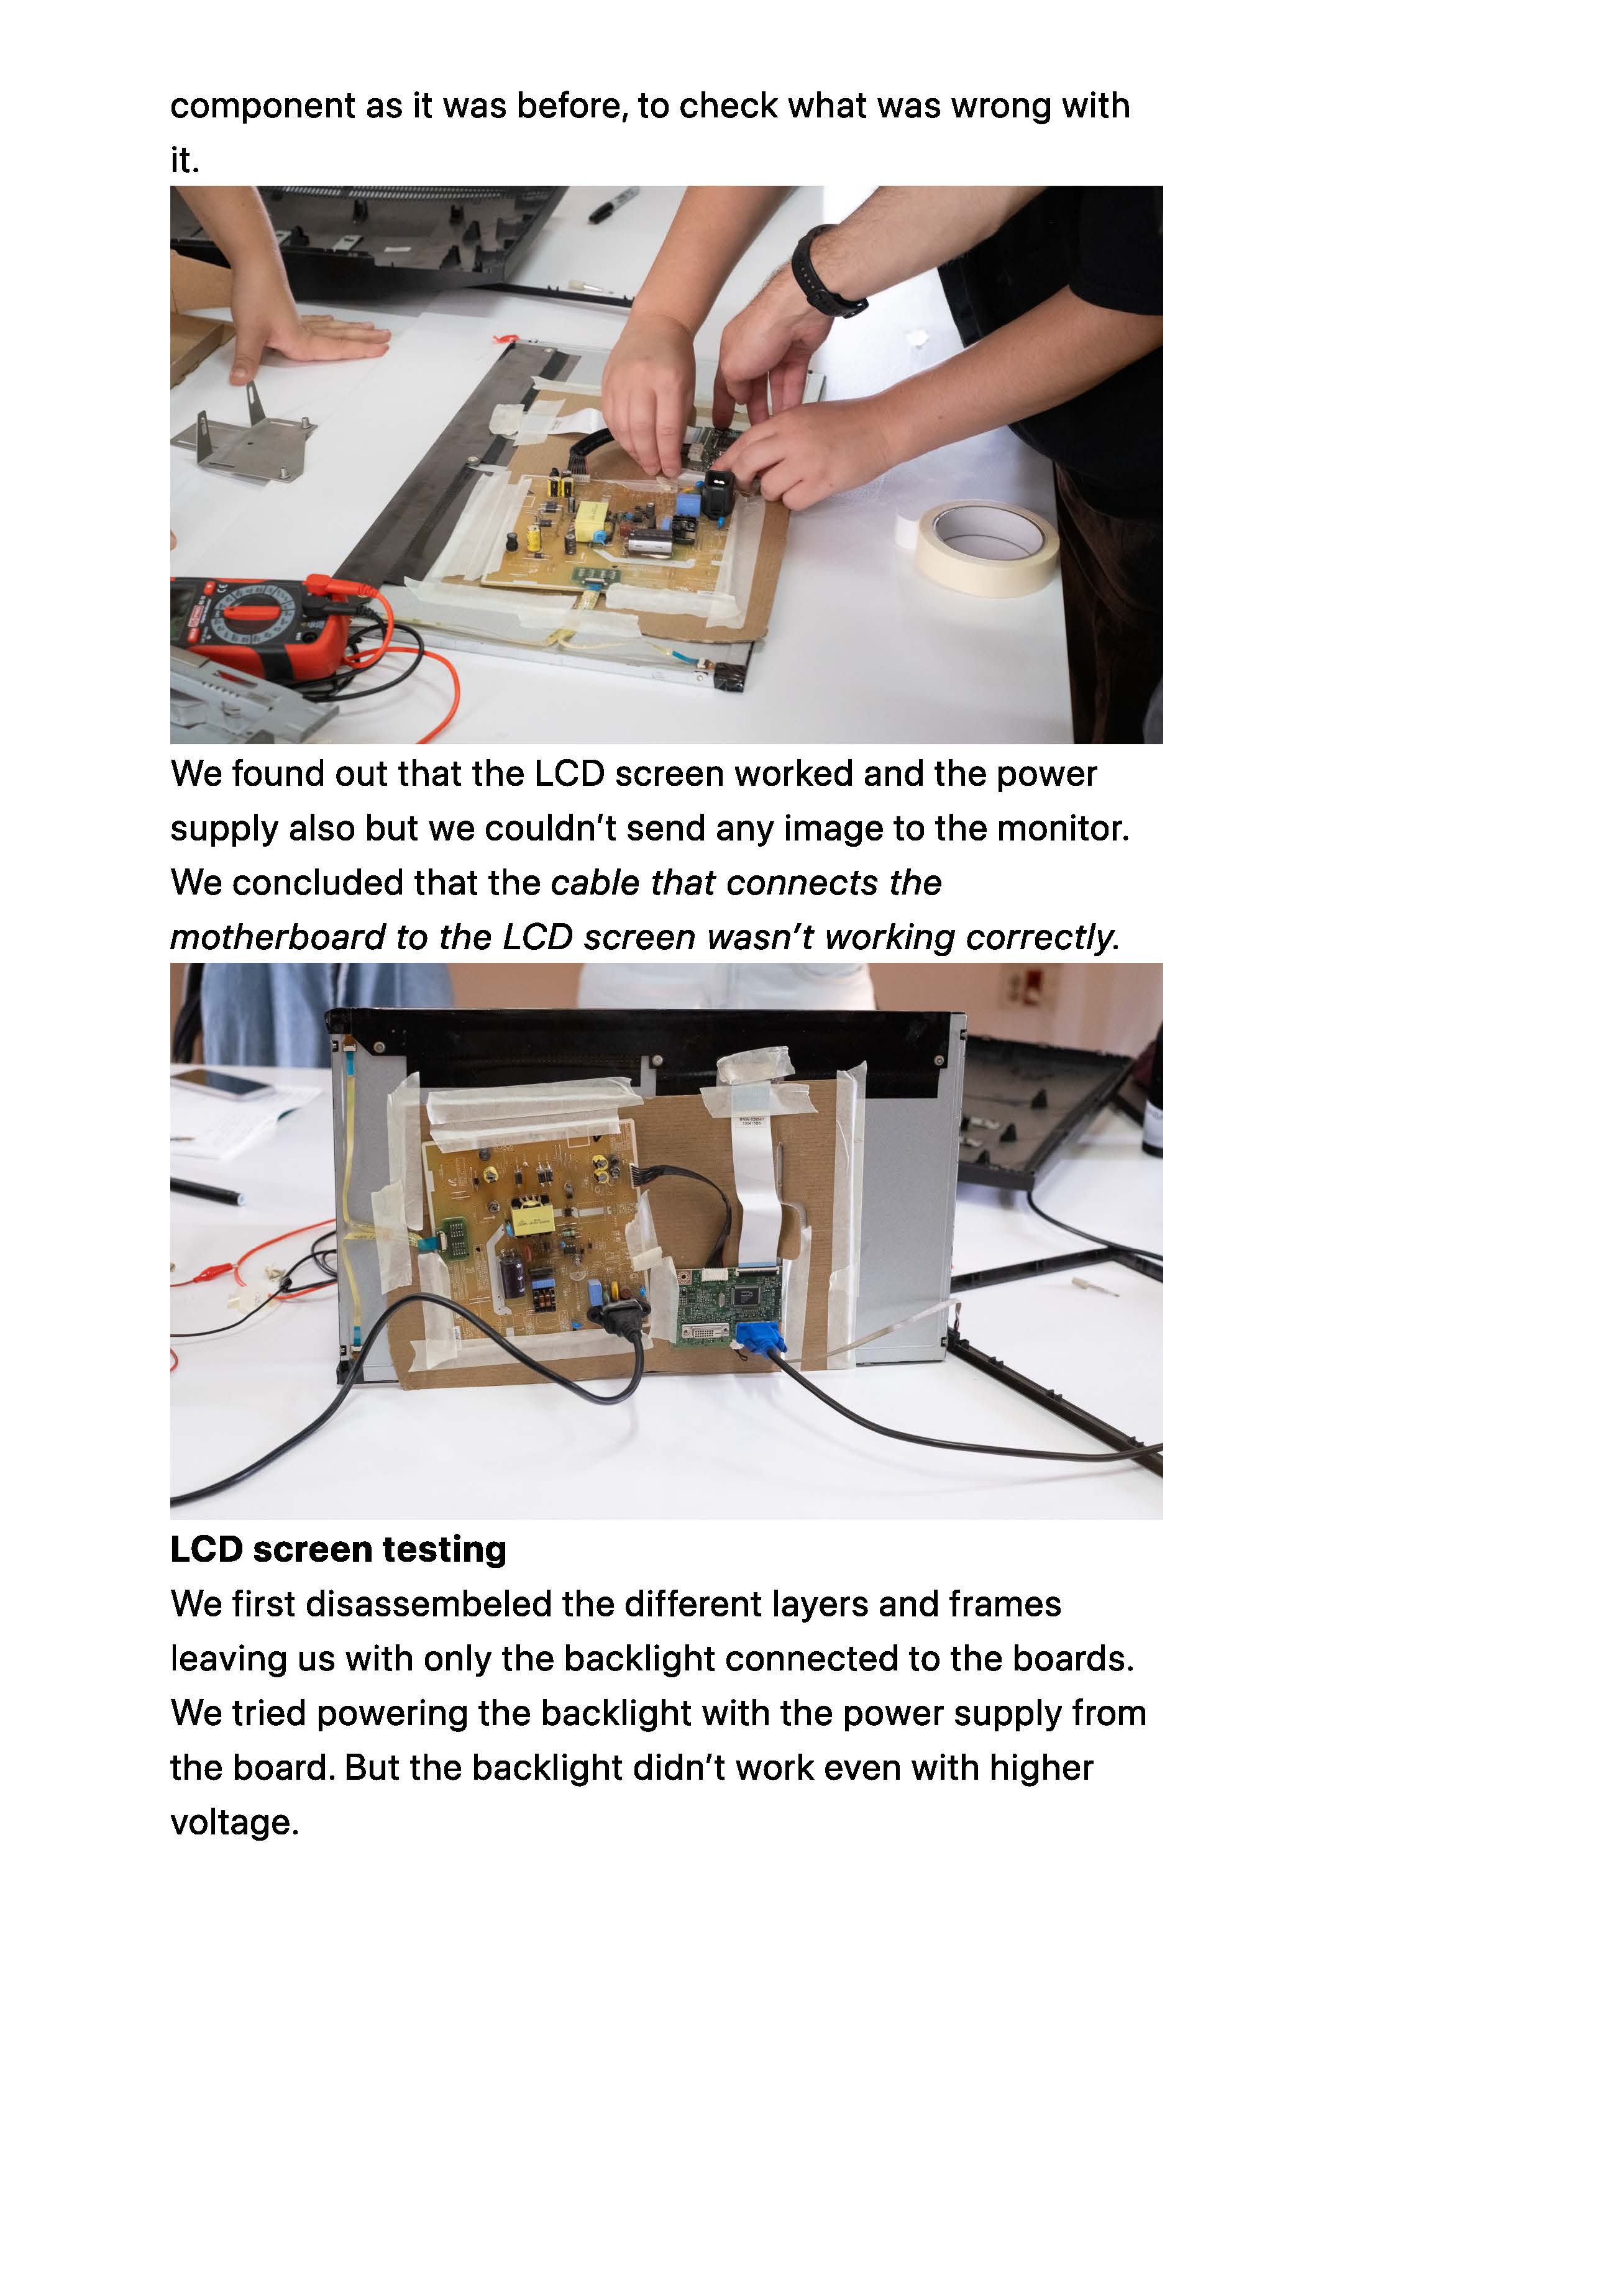 component as it was before, to check what was wrong with
it.
We found out that the LCD screen worked and the power
supply also but we couldn’t send any image to the monitor.
We concluded that the cable that connects the
motherboard to the LCD screen wasn’t working correctly.
LCD screen testing
We first disassembeled the different layers and frames
leaving us with only the backlight connected to the boards.
We tried powering the backlight with the power supply from
the board. But the backlight didn’t work even with higher
voltage.